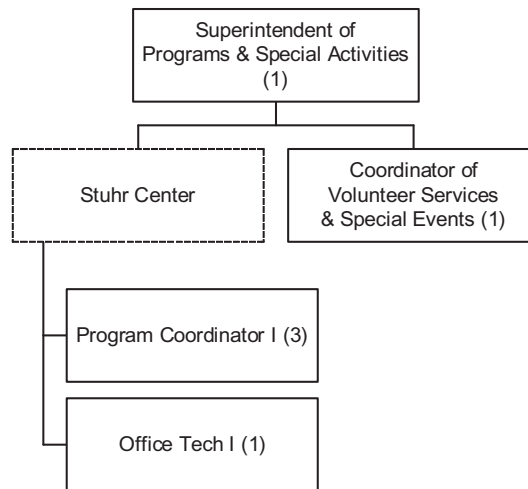 Superintendent of
Programs & Special Activities
(1)
Stuhr Center
Coordinator of
Volunteer Services
& Special Events (1)
Program Coordinator I (3)
Office Tech I (1)